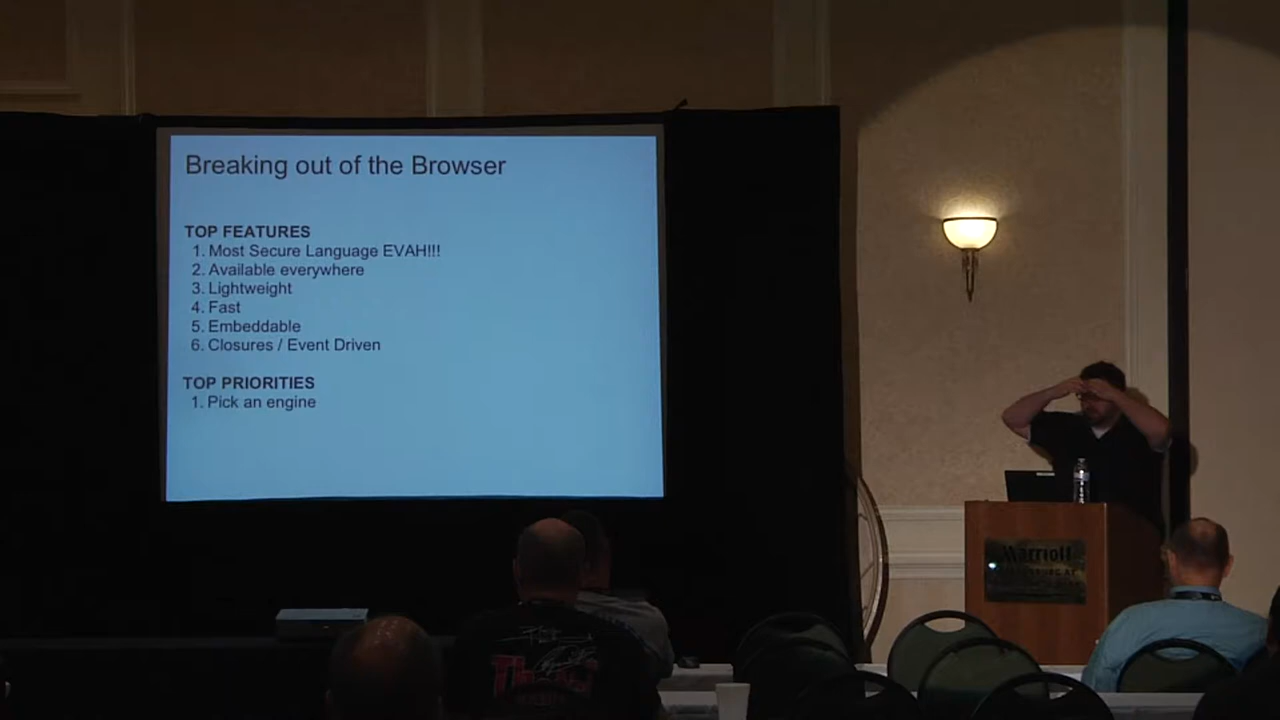 Breaking out of the Browser
TOP FEATURES
1. Most Secure Language EVAH!!!
2. Available everywhere
3. Lightweight
4. Fast
5. Embeddable
6. Closures / Event Driven
TOP PRIORITIES
1. Pick an engine
Marriott